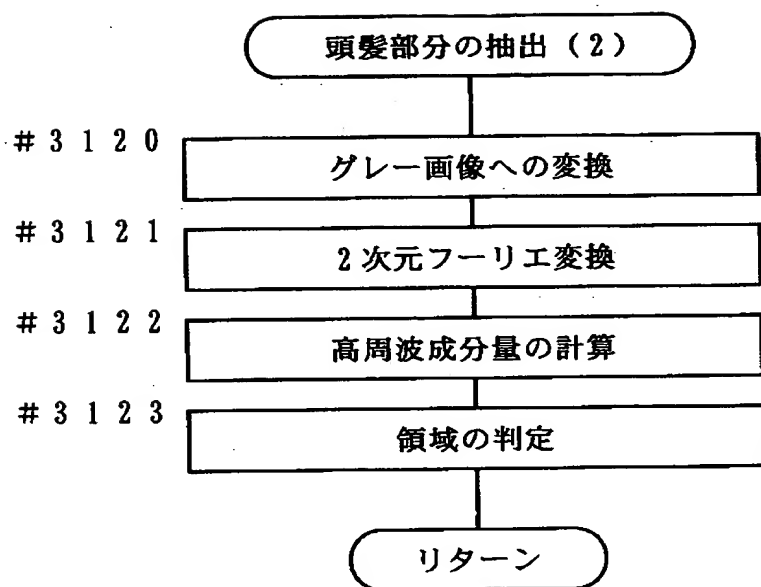 頭髪部分の抽出（2）
#3120
グレー画像への変換
#3121
2次元フーリエ変換
#3122
高周波成分量の計算
#3123
領域の判定
リターン